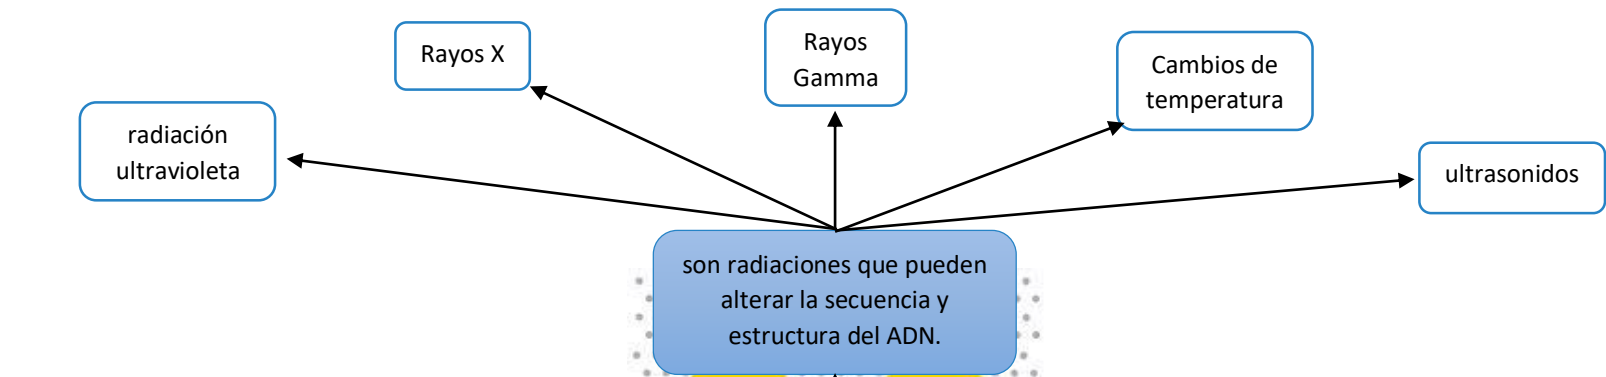 Rayos X
Rayos
Gamma
Cambios de
temperatura
radiación
ultravioleta
ultrasonidos
son radiaciones que pueden
alterar la secuencia y
estructura del ADN.